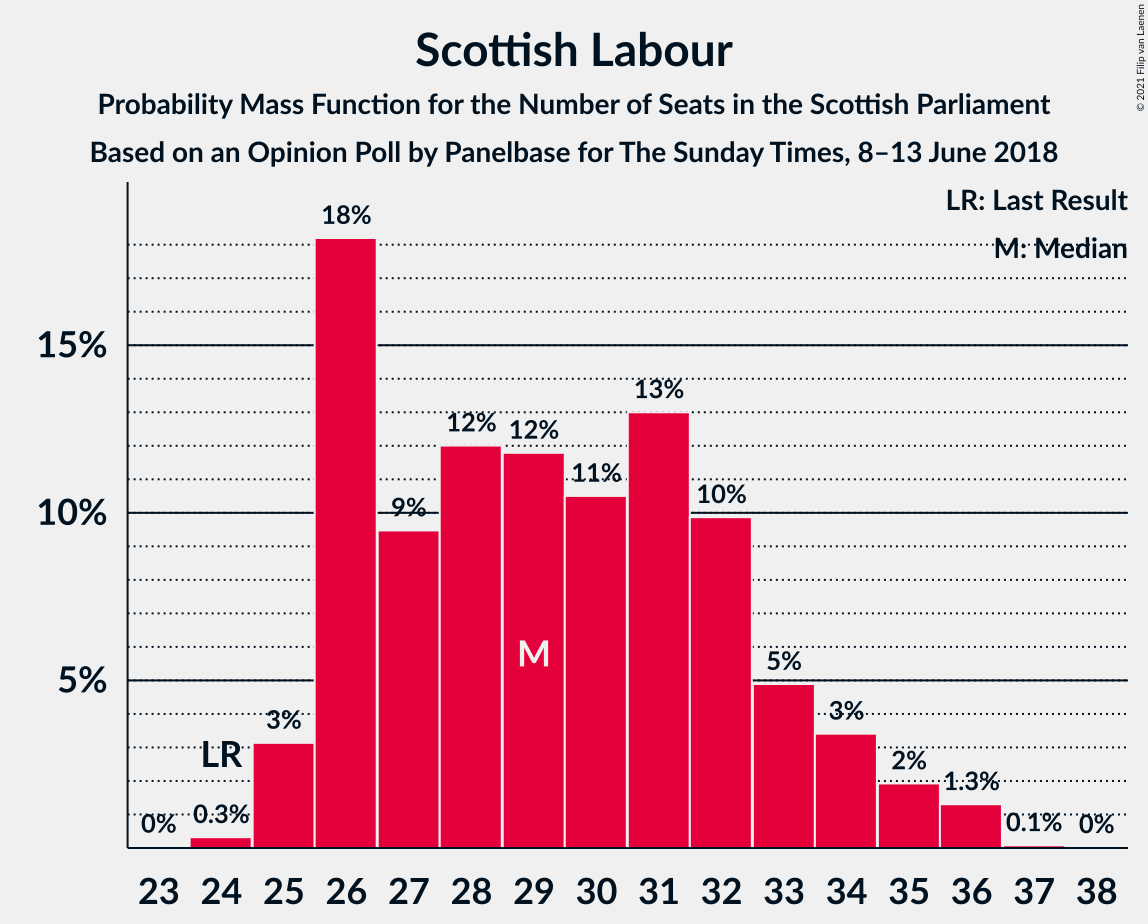 Scottish Labour
Probability Mass Function for the Number of Seats in the Scottish Parliament
Based on an Opinion Poll by Panelbase for The Sunday Times, 8–13 June 2018
© 2021 Filip van Laenen
LR: Last Result
M: Median
18%
15%
13%
12%
12%
11%
10%
10%
9%
M
5%
5%
3%
LR
3%
2%
1.3%
0%
0.3%
0.1%
0%
23 24 25 26 27 28 29 30 31 32 33 34 35 36 37 38